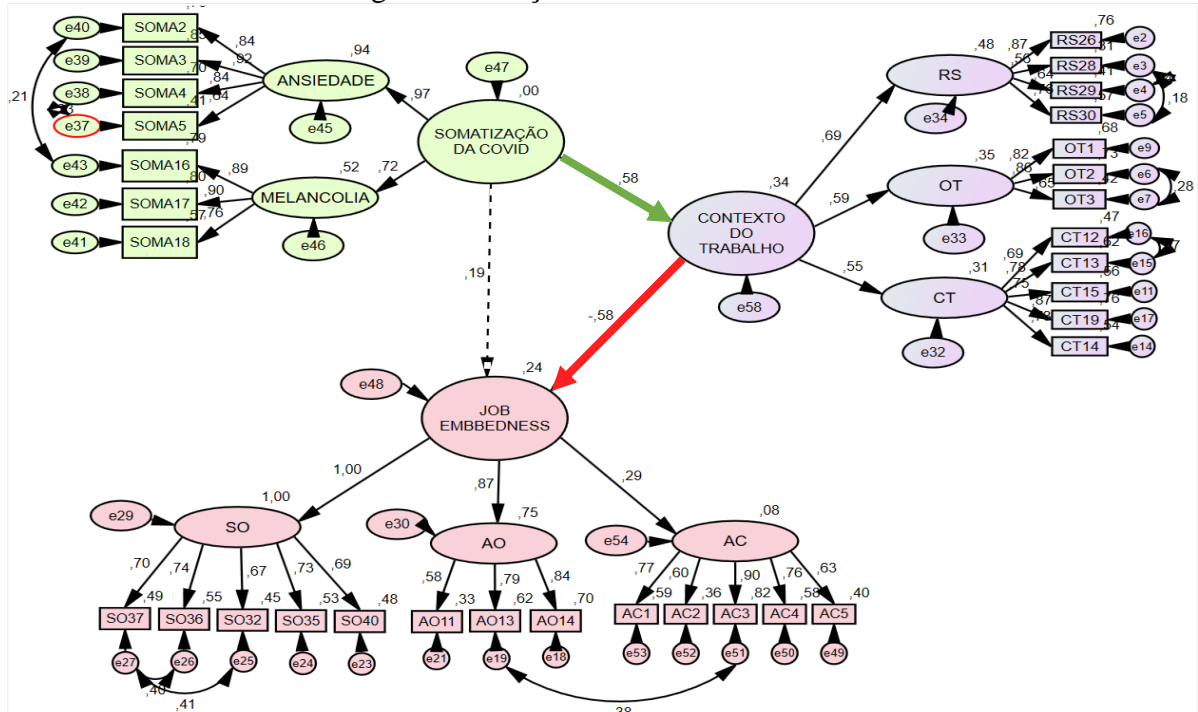 e40
SOMA2
e39
SOMA3
e38
SOMA4
e37
SOMA5
e43
SOMA16
e42
SOMA17
e41
SOMA18
,21
,84
,92
,84
,70
,41
,79
,89
,90
,76
,57
,94
ANSIEDADE
e45
,52
MELANCOLIA
e46
,97
,72
e47
,00
SOMATIZAÇÃO
DA COVID
,58
,19
,34
CONTEXTO
DO
TRABALHO
e58
-,58
,69
,59
,55
,48
RS
e34
,87
,76
RS26
e2
RS28
e3
RS29
e4
RS30
e5
,18
,35
OT
e33
,82
,65
,68
OT1
e9
OT2
e6
OT3
e7
,28
,31
CT
e32
,69
,75
,87
,47
CT12
e16
CT13
e15
CT15
e11
CT19
e17
,54
CT14
e14
e48
,24
JOB
EMBBEDNESS
1,00
,87
,29
e29
1,00
SO
,70
,74
,67
,73
,69
,49
,55
,45
,53
,48
SO37
SO36
SO32
SO35
SO40
e27
e26
e25
e24
e23
,40
,41
e30
,75
AO
,58
,79
,84
,33
,62
,70
AO11
AO13
AO14
e21
e19
e18
e54
,08
AC
,77
,60
,90
,76
,63
,59
,36
,82
,58
,40
AC1
AC2
AC3
AC4
AC5
e53
e52
e51
e50
e49
,38